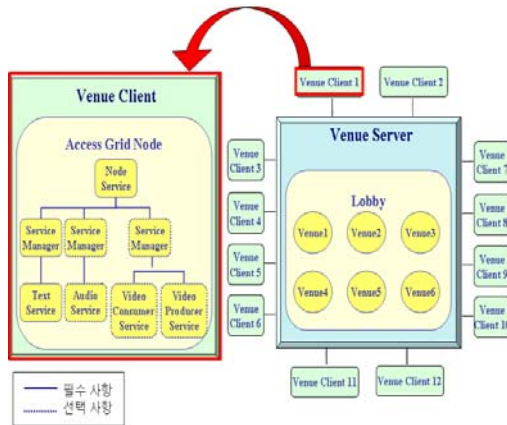 Venue Client
Access Grid Node
Node
Service
Service
Manager
Service
Manager
Service
Manager
Text
Service
Audio
Service
Video
Consumer
Service
Video
Producer
Service
필수 사항
선택 사항
Venue Client 1
Venue Client 2
Venue
Client 3
Venue
Client 4
Venue
Client 5
Venue
Client 6
Venue Server
Lobby
Venue1
Venue2
Venue3
Venue4
Venue5
Venue6
Venue
Client 7
Venue
Client 8
Venue
Client 9
Venue
Client 10
Venue Client 11
Venue Client 12